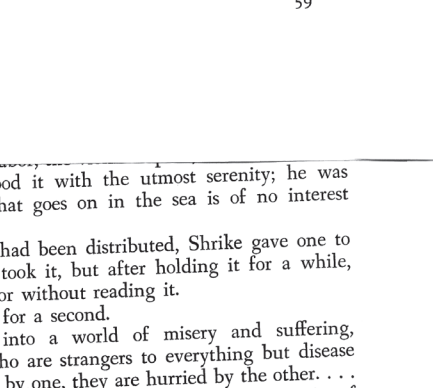 59
od it with the utmost serenity; he was
hat goes on in the sea is of no interest
had been distributed, Shrike gave one to
took it, but after holding it for a while,
or without reading it.
for a second.
into a world of misery and suffering,
ho are strangers to everything but disease
by one, they are hurried by the other. . . .